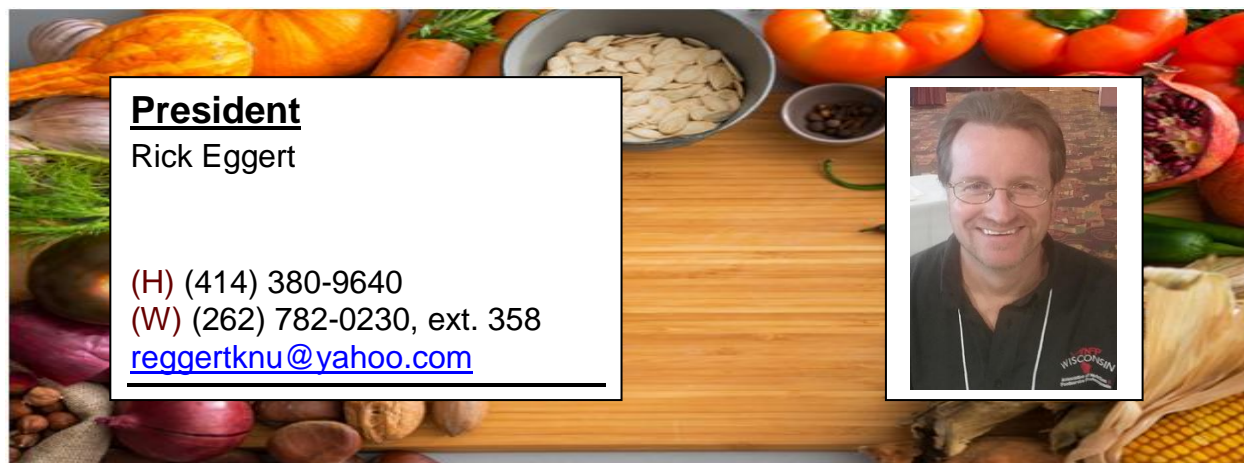 President
Rick Eggert
(H) (414) 380-9640
(W) (262) 782-0230, ext. 358
reggertknu@yahoo.com
WISCONSIN